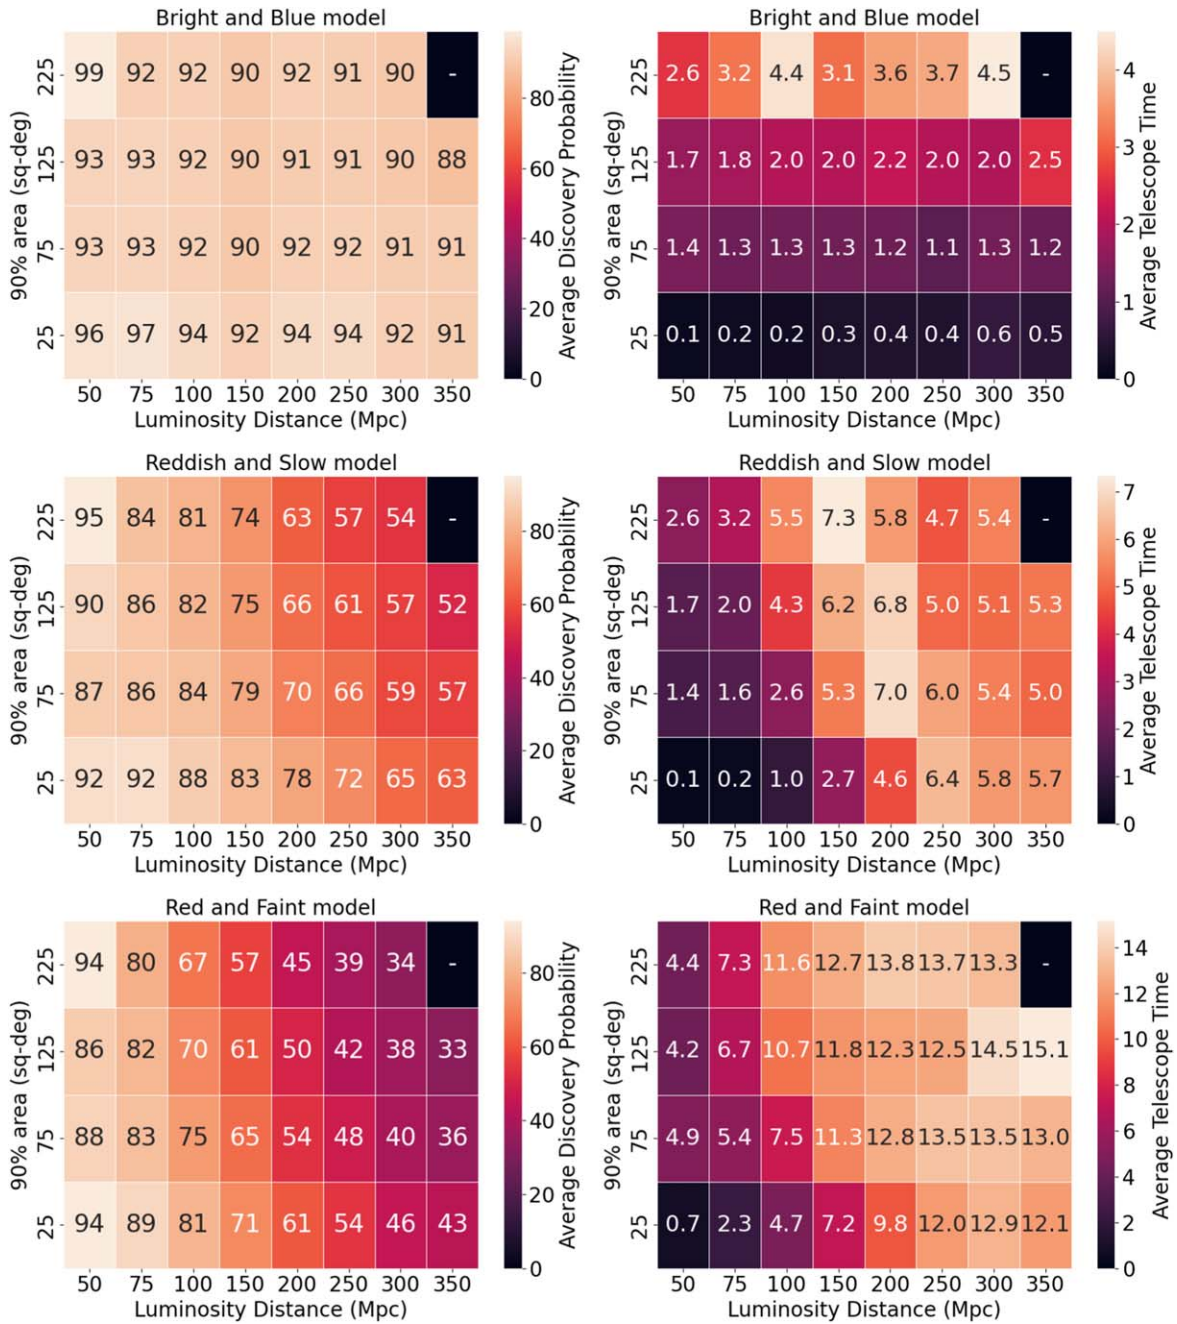 Bright and Blue model
90% area (sq-deg)
225 99 92 92 90 92 91 90 -
125 93 93 92 90 91 91 90 88
75 93 93 92 90 92 92 91 91
25 96 97 94 92 94 94 92 91
50 75 100 150 200 250 300 350
Luminosity Distance (Mpc)
80
60
40
20
0
Average Discovery Probability
Bright and Blue model
90% area (sq-deg)
225 2.6 3.2 4.4 3.1 3.6 3.7 4.5 -
125 1.7 1.8 2.0 2.0 2.2 2.0 2.0 2.5
75 1.4 1.3 1.3 1.3 1.2 1.1 1.3 1.2
25 0.1 0.2 0.2 0.3 0.4 0.4 0.6 0.5
50 75 100 150 200 250 300 350
Luminosity Distance (Mpc)
4
3
2
1
0
Average Telescope Time
Reddish and Slow model
90% area (sq-deg)
225 95 84 81 74 63 57 54 -
125 90 86 82 75 66 61 57 52
75 87 86 84 79 70 66 59 57
25 92 92 88 83 78 72 65 63
50 75 100 150 200 250 300 350
Luminosity Distance (Mpc)
80
60
40
20
0
Average Discovery Probability
Reddish and Slow model
90% area (sq-deg)
225 2.6 3.2 5.5 7.3 5.8 4.7 5.4 -
125 1.7 2.0 4.3 6.2 6.8 5.0 5.1 5.3
75 1.4 1.6 2.6 5.3 7.0 6.0 5.4 5.0
25 0.1 0.2 1.0 2.7 4.6 6.4 5.8 5.7
50 75 100 150 200 250 300 350
Luminosity Distance (Mpc)
7
6
5
4
3
2
1
0
Average Telescope Time
Red and Faint model
90% area (sq-deg)
225 94 80 67 57 45 39 34 -
125 86 82 70 61 50 42 38 33
75 88 83 75 65 54 48 40 36
25 94 89 81 71 61 54 46 43
50 75 100 150 200 250 300 350
Luminosity Distance (Mpc)
80
60
40
20
0
Average Discovery Probability
Red and Faint model
90% area (sq-deg)
225 4.4 7.3 11.6 12.7 13.8 13.7 13.3 -
125 4.2 6.7 10.7 11.8 12.3 12.5 14.5 15.1
75 4.9 5.4 7.5 11.3 12.8 13.5 13.5 13.0
25 0.7 2.3 4.7 7.2 9.8 12.0 12.9 12.1
50 75 100 150 200 250 300 350
Luminosity Distance (Mpc)
14
12
10
8
6
4
2
0
Average Telescope Time